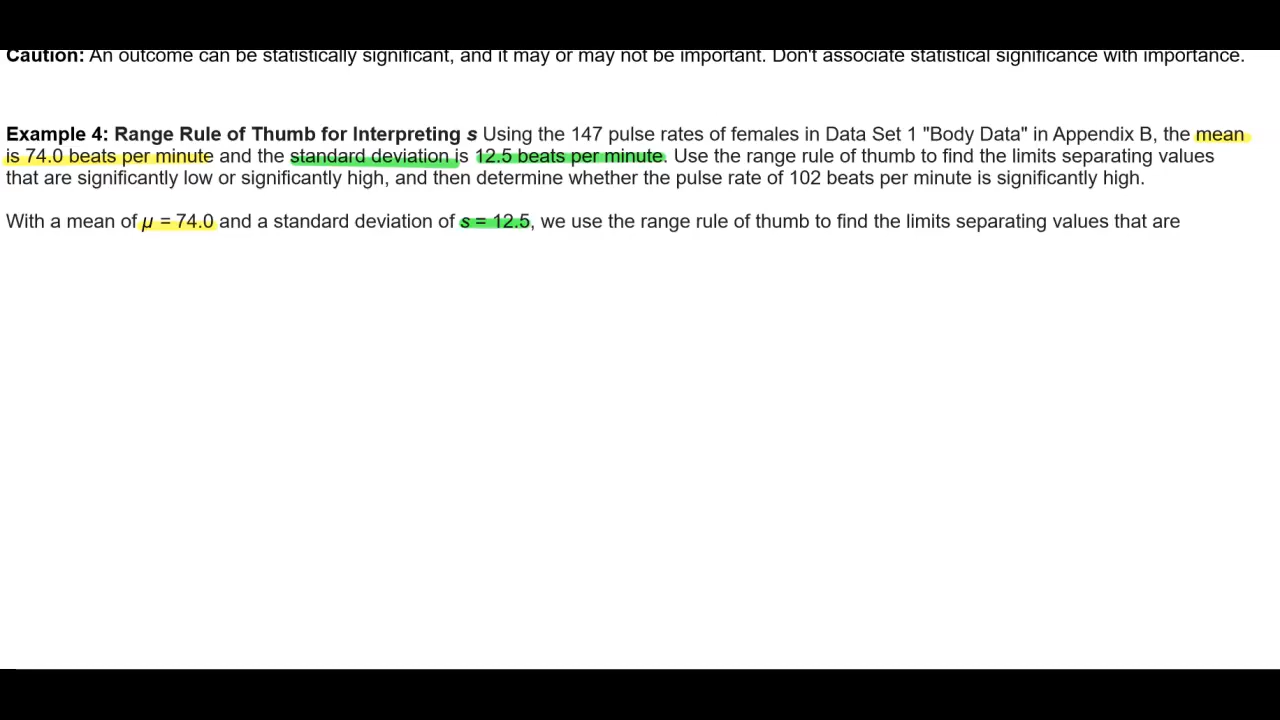 Caution: An outcome can be statistically significant, and it may or may not be important. Don't associate statistical significance with importance.
Example 4: Range Rule of Thumb for Interpreting s Using the 147 pulse rates of females in Data Set 1 "Body Data" in Appendix B, the mean
is 74.0 beats per minute and the standard deviation is 12.5 beats per minute. Use the range rule of thumb to find the limits separating values
that are significantly low or significantly high, and then determine whether the pulse rate of 102 beats per minute is significantly high.
With a mean of μ = 74.0 and a standard deviation of s = 12.5, we use the range rule of thumb to find the limits separating values that are